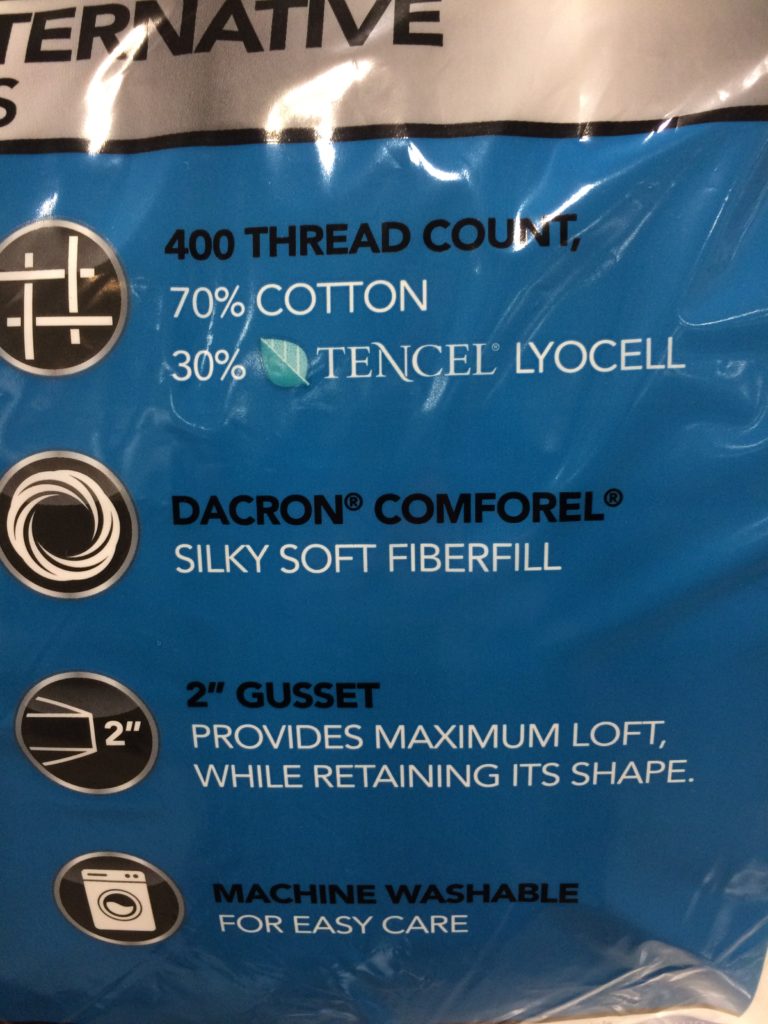 TERNATIVE
S
400 THREAD COUNT,
70% COTTON
30% TENCEL® LYOCELL
DACRON® COMFOREL®
SILKY SOFT FIBERFILL
2" GUSSET
2"
PROVIDES MAXIMUM LOFT,
WHILE RETAINING ITS SHAPE.
MACHINE WASHABLE
FOR EASY CARE